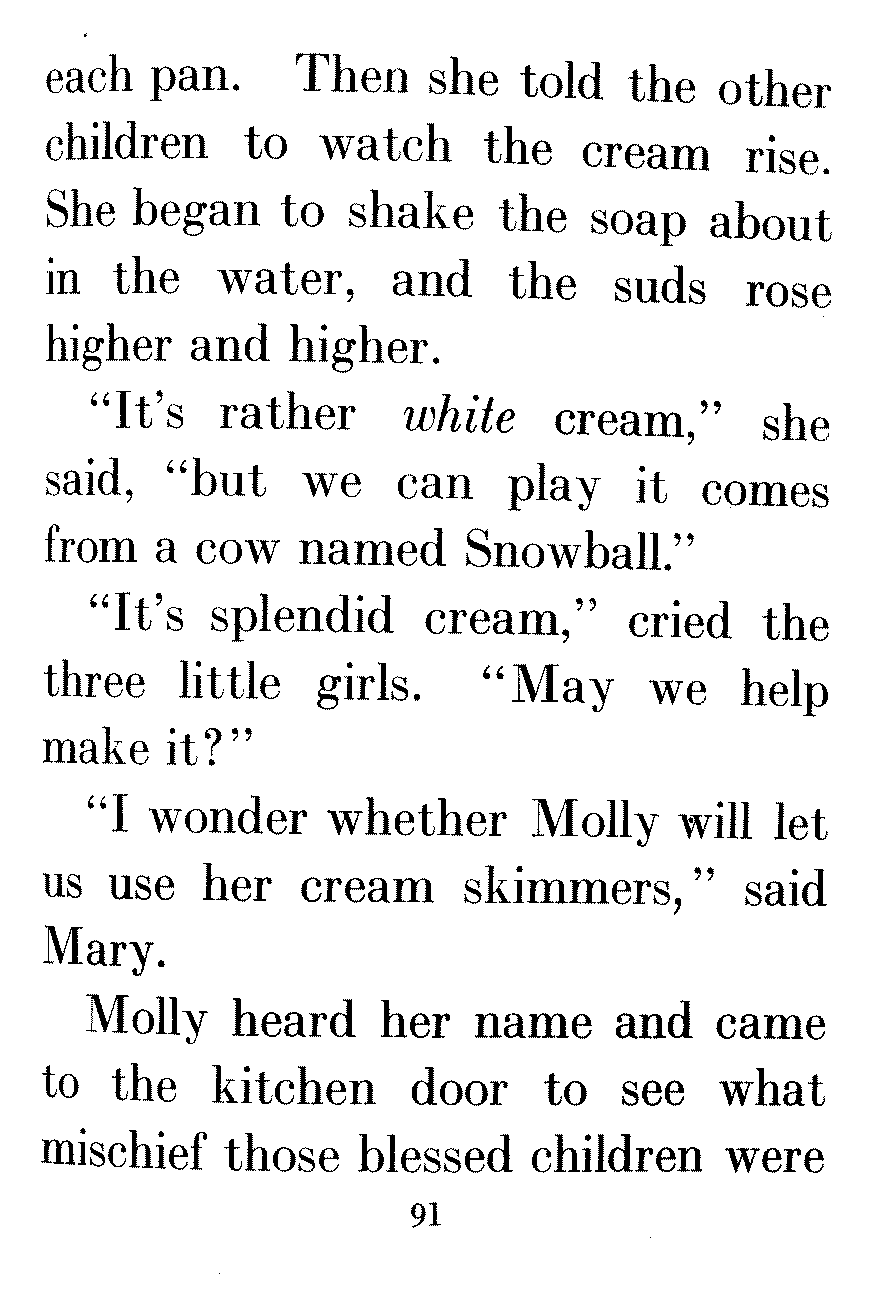 each pan. Then she told the other
children to watch the cream rise.
She began to shake the soap about
in the water, and the suds rose
higher and higher.
“It’s rather white cream,” she
said, “but we can play it comes
from a cow named Snowball.”
“It’s splendid cream,” cried the
three little girls. “May we help
make it?”
“I wonder whether Molly will let
us use her cream skimmers,” said
Mary.
Molly heard her name and came
to the kitchen door to see what
mischief those blessed children were
91